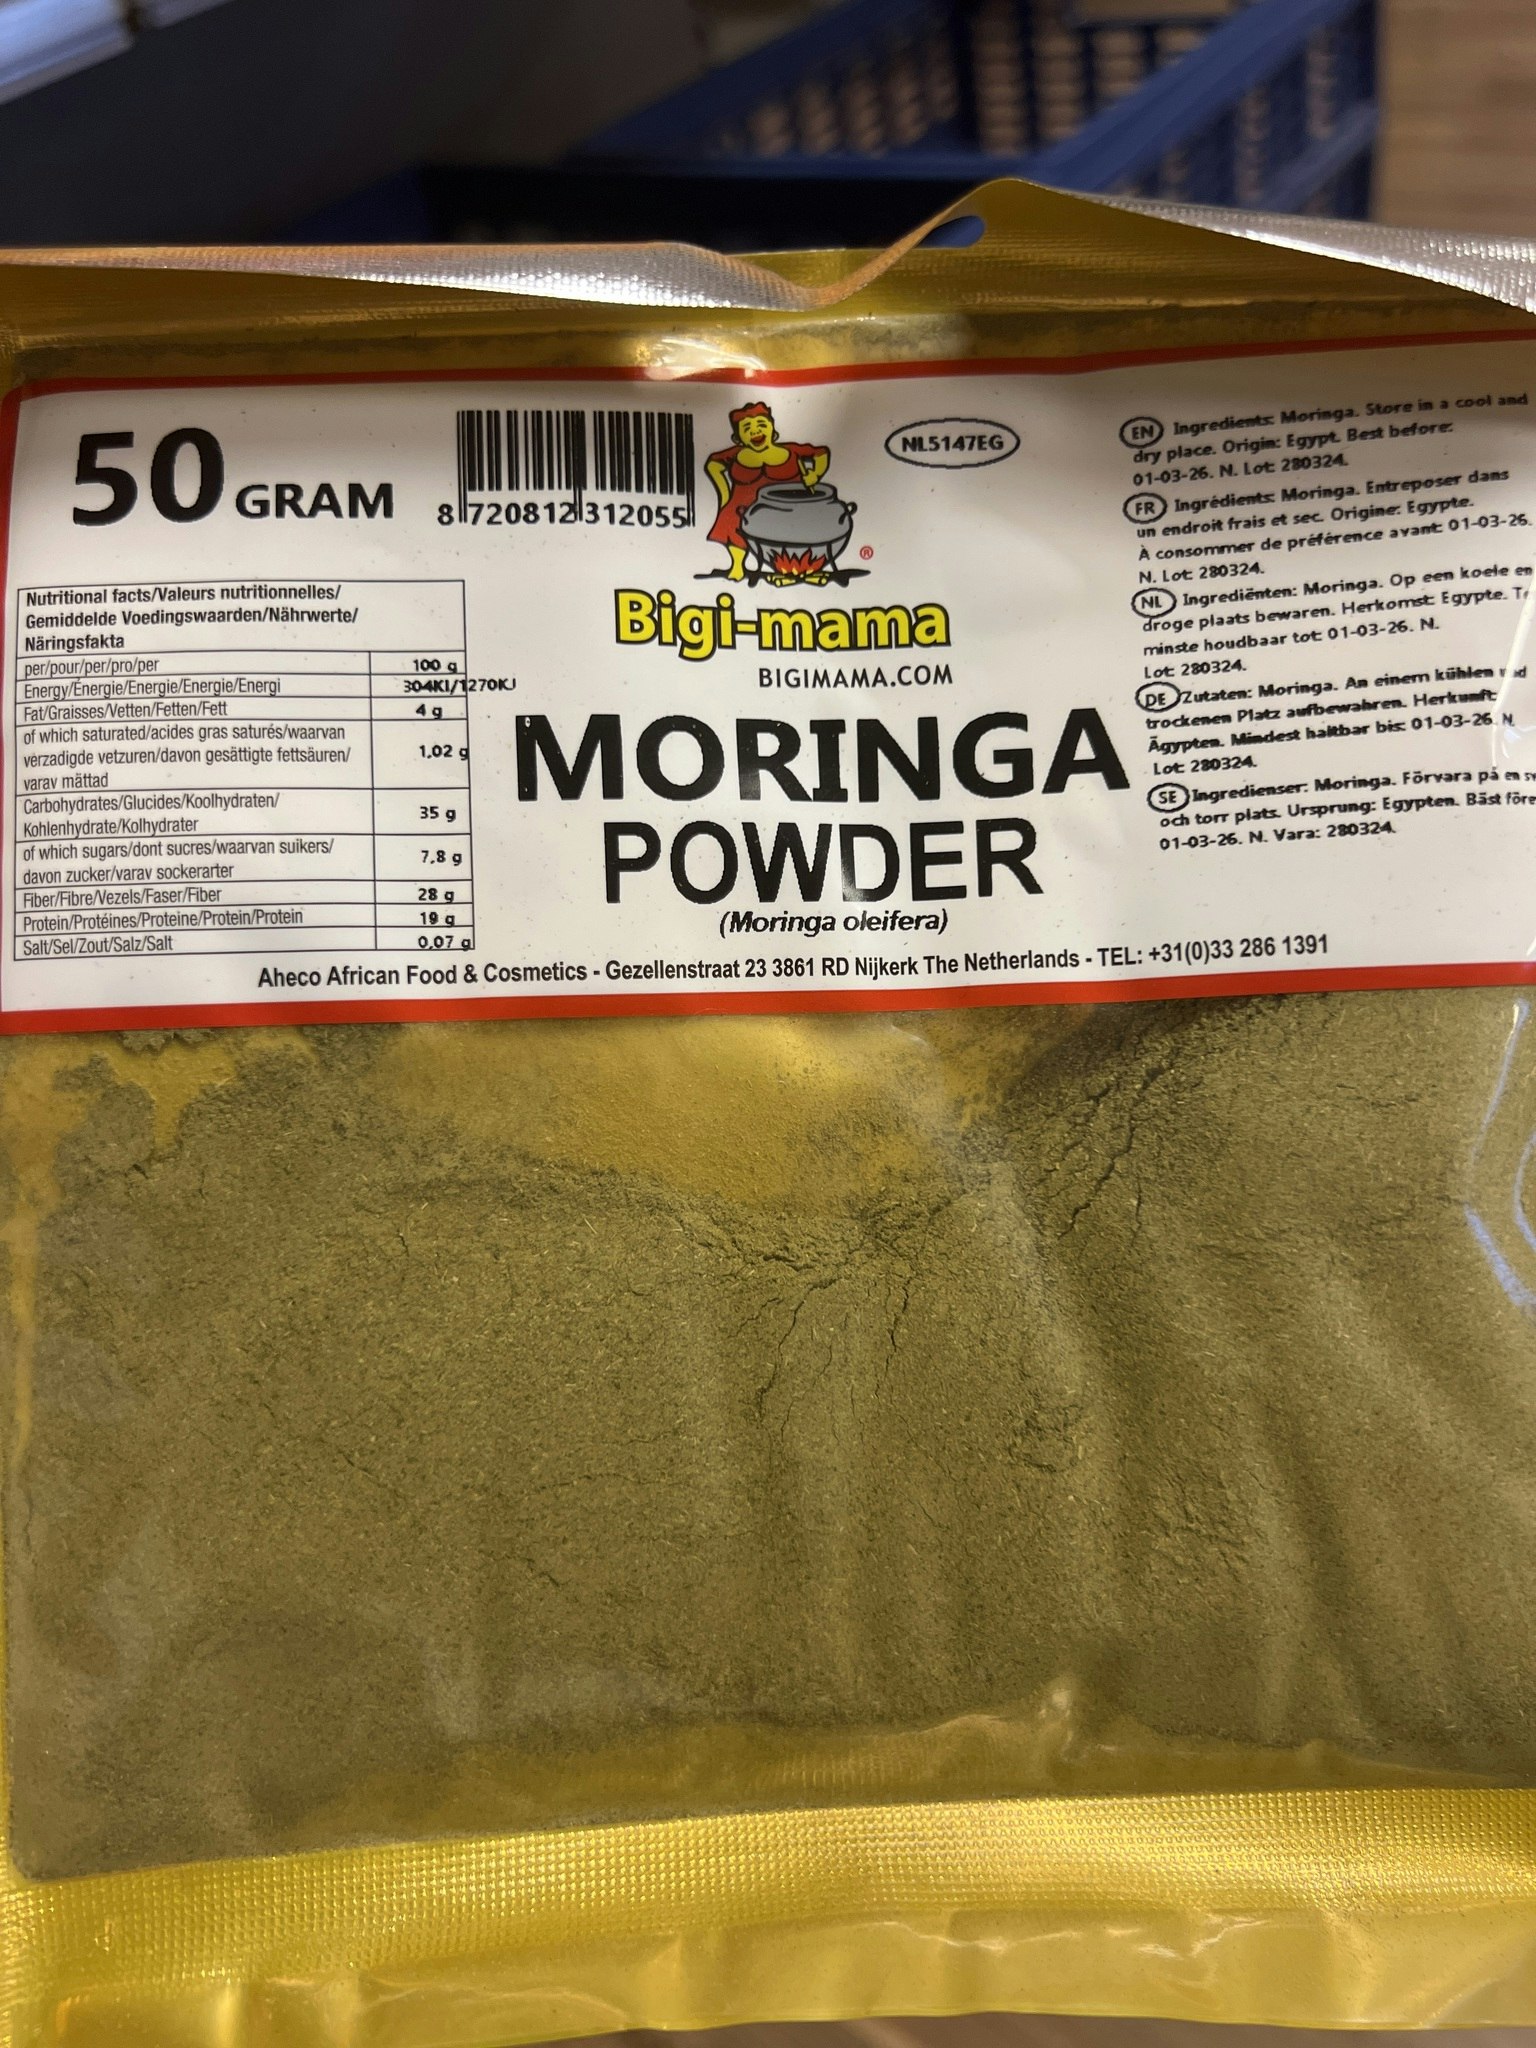 50 GRAM
8 720812 312055
NL5147EG
®
Bigi-mama
BIGIMAMA.COM
MORINGA
POWDER
(Moringa oleifera)
Nutritional facts/Valeurs nutritionnelles/
Gemiddelde Voedingswaarden/Nährwerte/
Näringsfakta
per/pour/per/pro/per 100 g
Energy/Énergie/Energie/Energie/Energi 304Kl/1270KJ
Fat/Graisses/Vetten/Fetten/Fett 4 g
of which saturated/acides gras saturés/waarvan
verzadigde vetzuren/davon gesättigte fettsäuren/
varav mättad 1,02 g
Carbohydrates/Glucides/Koolhydraten/
Kohlenhydrate/Kolhydrater 35 g
of which sugars/dont sucres/waarvan suikers/
davon zucker/varav sockerarter 7,8 g
Fiber/Fibre/Vezels/Faser/Fiber 28 g
Protein/Protéines/Proteine/Protein/Protein 19 g
Salt/Sel/Zout/Salz/Salt 0,07 g
EN Ingredients: Moringa. Store in a cool and
dry place. Origin: Egypt. Best before:
01-03-26. N. Lot: 280324.
FR Ingrédients: Moringa. Entreposer dans
un endroit frais et sec. Origine: Egypte.
À consommer de préférence avant: 01-03-26.
N. Lot: 280324.
NL Ingrediënten: Moringa. Op een koele en
droge plaats bewaren. Herkomst: Egypte.
minste houdbaar tot: 01-03-26. N.
Lot: 280324.
DE Zutaten: Moringa. An einem kühlen und
trockenen Platz aufbewahren. Herkunft:
Ägypten. Mindest haltbar bis: 01-03-26. N.
Lot: 280324.
SE Ingredienser: Moringa. Förvara på en
och torr plats. Ursprung: Egypten. Bäst före
01-03-26. N. Vara: 280324.
Aheco African Food & Cosmetics - Gezellenstraat 23 3861 RD Nijkerk The Netherlands - TEL: +31(0)33 286 1391